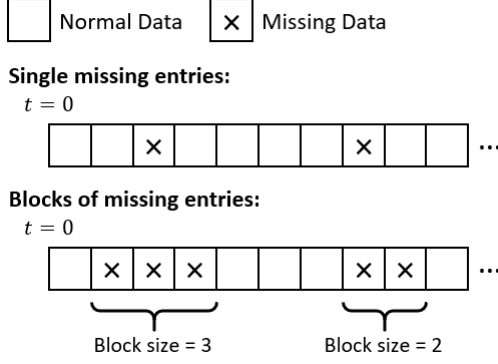 Normal Data × Missing Data
Single missing entries:
t = 0
× × ...
Blocks of missing entries:
t = 0
× × × × × ...
Block size = 3 Block size = 2